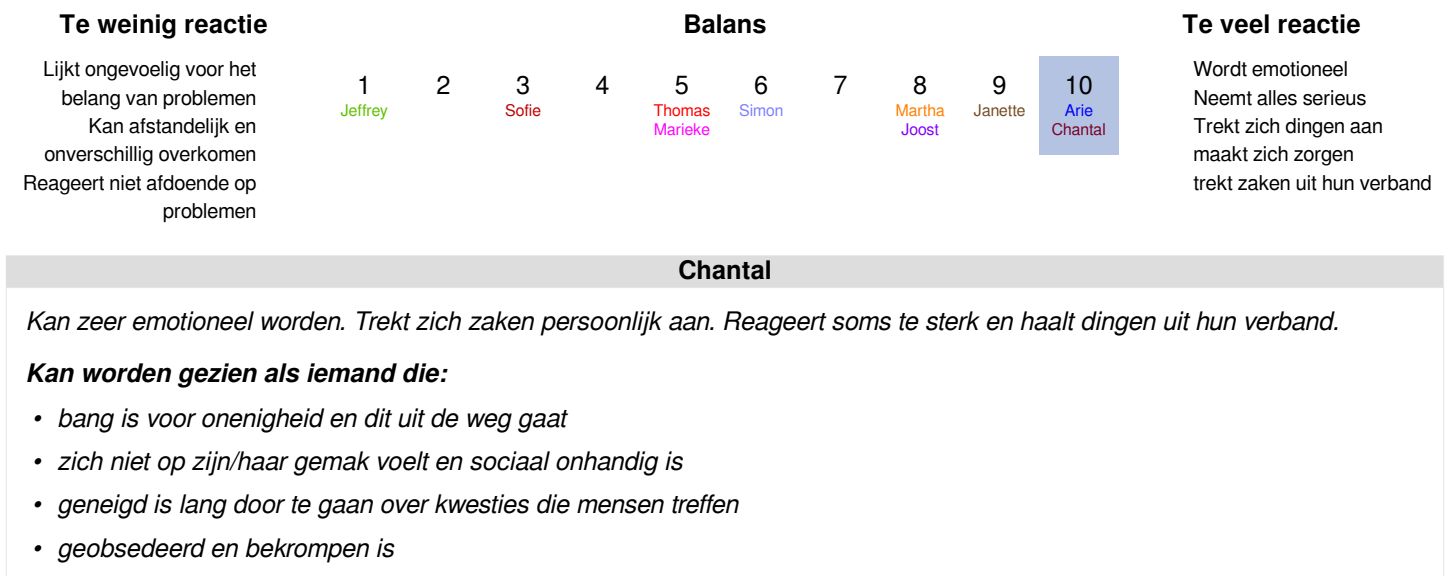 Te weinig reactie
Balans
Te veel reactie
Lijkt ongevoelig voor het
belang van problemen
Kan afstandelijk en
onverschillig overkomen
Reageert niet afdoende op
problemen
1 2 3 4 5 6 7 8 9 10
Jeffrey Sofie Thomas Simon Martha Janette Arie
Marieke Joost Chantal
Wordt emotioneel
Neemt alles serieus
Trekt zich dingen aan
maakt zich zorgen
trekt zaken uit hun verband
Chantal
Kan zeer emotioneel worden. Trekt zich zaken persoonlijk aan. Reageert soms te sterk en haalt dingen uit hun verband.
Kan worden gezien als iemand die:
• bang is voor onenigheid en dit uit de weg gaat
• zich niet op zijn/haar gemak voelt en sociaal onhandig is
• geneigd is lang door te gaan over kwesties die mensen treffen
• geobsedeerd en bekrompen is